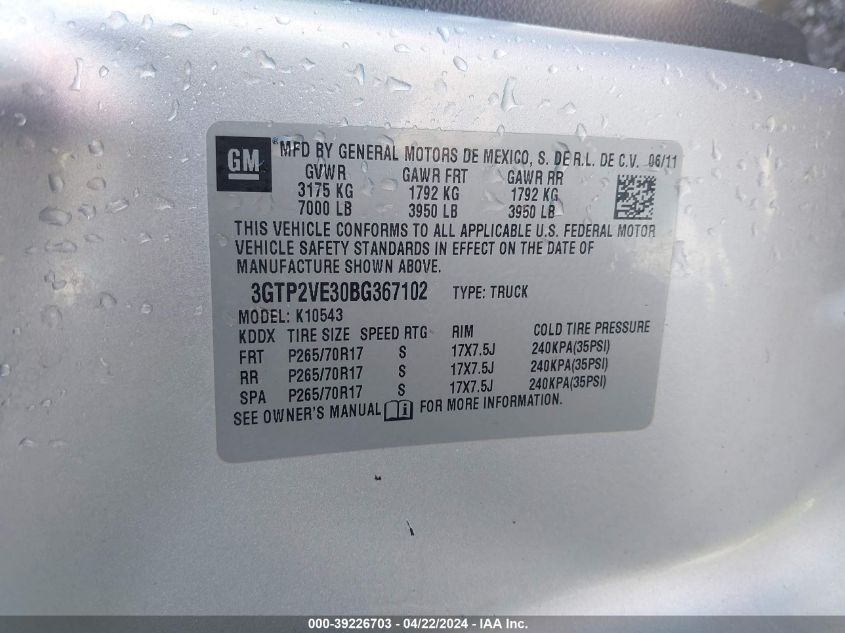 GM
®MFD BY GENERAL MOTORS DE MEXICO, S. DE R.L. DE C.V. 06/11
GVWR GAWR FRT GAWR RR
3175 KG 1792 KG 1792 KG
7000 LB 3950 LB 3950 LB
THIS VEHICLE CONFORMS TO ALL APPLICABLE U.S. FEDERAL MOTOR
VEHICLE SAFETY STANDARDS IN EFFECT ON THE DATE OF
MANUFACTURE SHOWN ABOVE.
3GTP2VE30BG367102 TYPE: TRUCK
MODEL: K10543
KDDX TIRE SIZE SPEED RTG RIM COLD TIRE PRESSURE
FRT P265/70R17 S 17X7.5J 240KPA(35PSI)
RR P265/70R17 S 17X7.5J 240KPA(35PSI)
SPA P265/70R17 S 17X7.5J 240KPA(35PSI)
SEE OWNER'S MANUAL i FOR MORE INFORMATION.
000-39226703 - 04/22/2024 - IAA Inc.